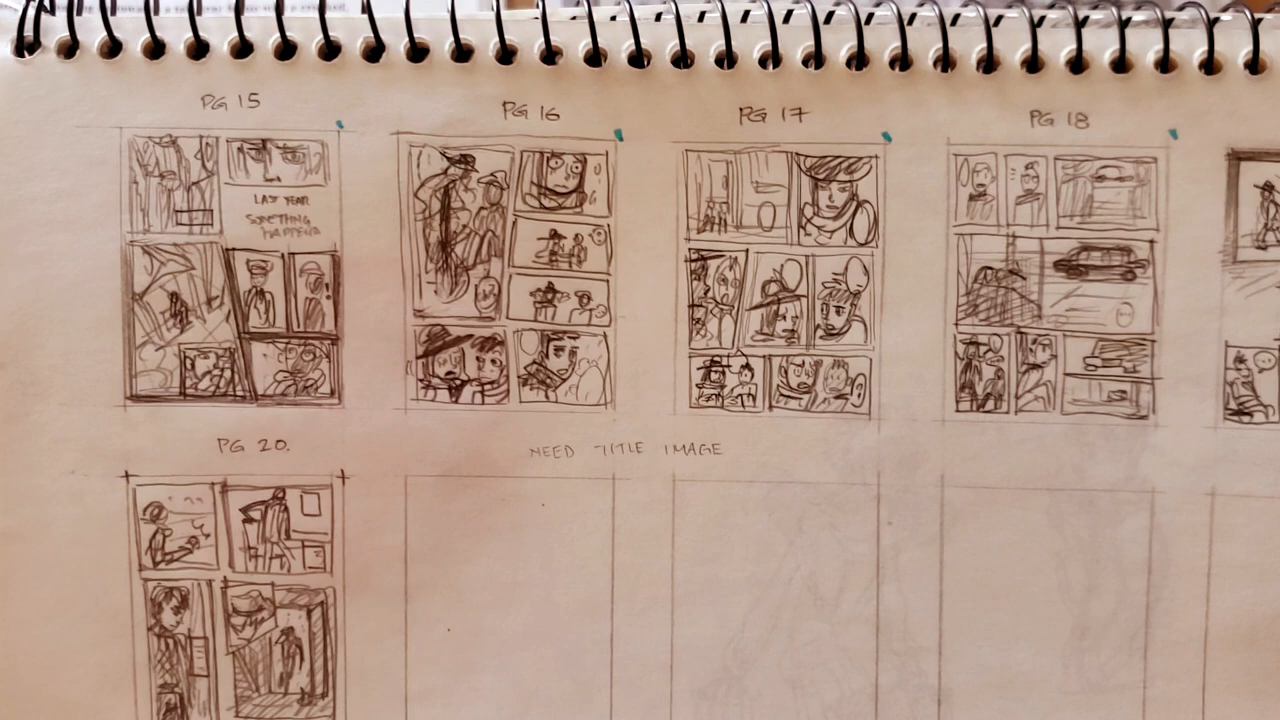 PG 15
PG 16
PG 17
PG 18
LAST YEAR
SOMETHING
HAPPENED
PG 20.
NEED TITLE IMAGE